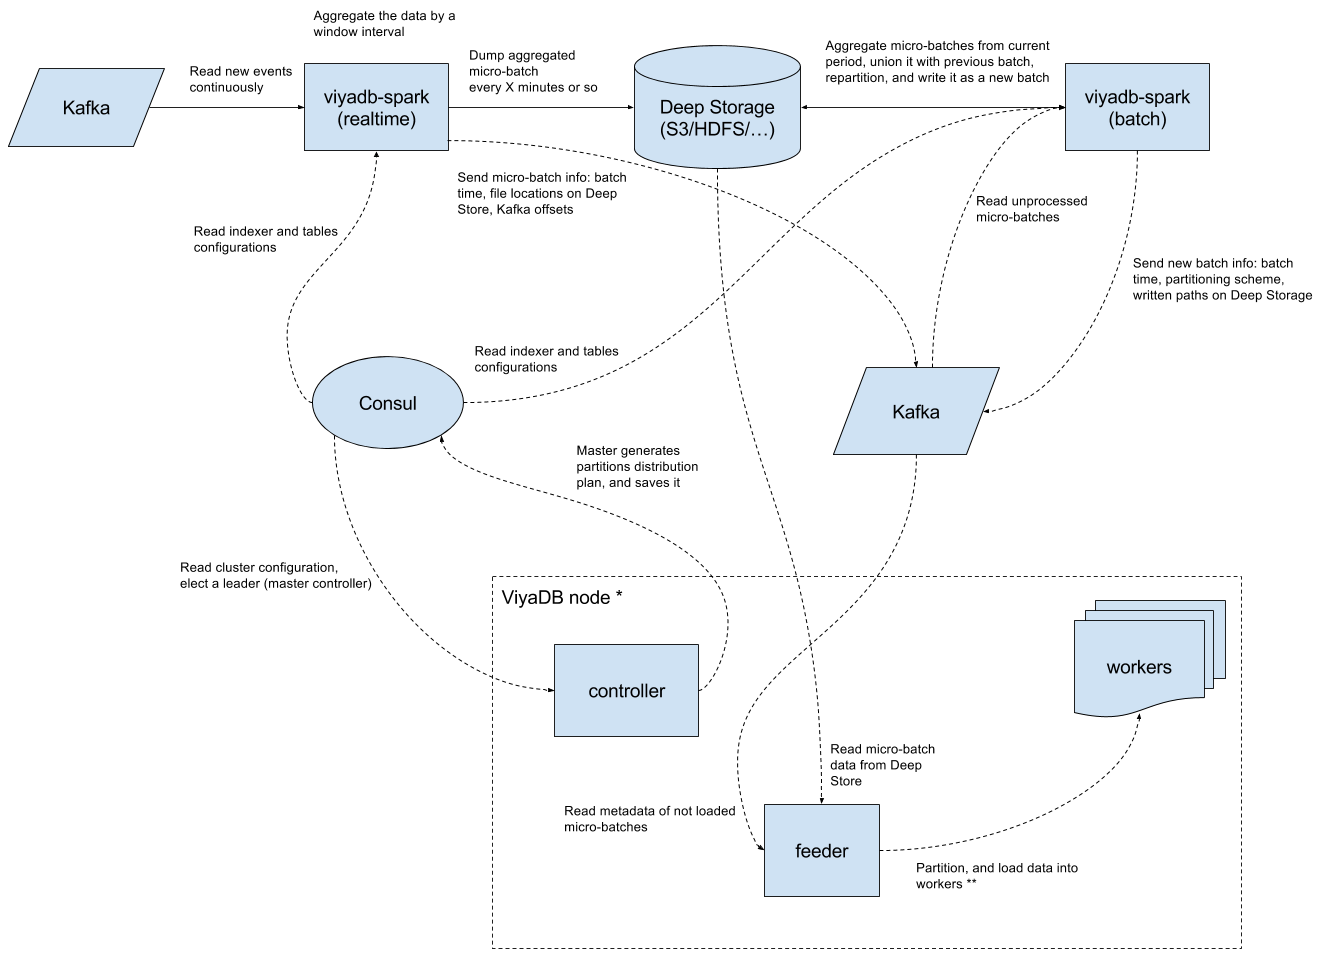 Aggregate the data by a
window interval
Kafka
Read new events
continuously
viyadb-spark
(realtime)
Dump aggregated
micro-batch
every X minutes or so
Deep Storage
(S3/HDFS/…)
Aggregate micro-batches from current
period, union it with previous batch,
repartition, and write it as a new batch
viyadb-spark
(batch)
Send micro-batch info: batch
time, file locations on Deep
Store, Kafka offsets
Read unprocessed
micro-batches
Read indexer and tables
configurations
Send new batch info: batch
time, partitioning scheme,
written paths on Deep Storage
Read indexer and tables
configurations
Consul
Kafka
Master generates
partitions distribution
plan, and saves it
Read cluster configuration,
elect a leader (master controller)
ViyaDB node *
controller
workers
Read micro-batch
data from Deep
Store
Read metadata of not loaded
micro-batches
feeder
Partition, and load data into
workers **